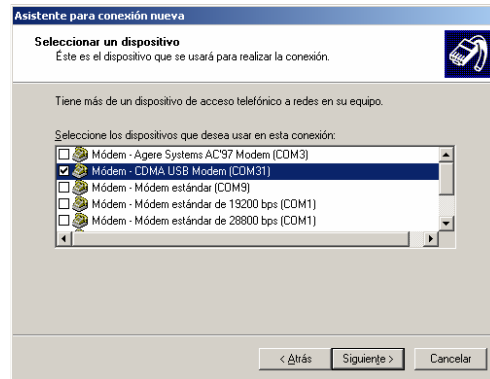 Asistente para conexión nueva
Seleccionar un dispositivo
Éste es el dispositivo que se usará para realizar la conexión.
Tiene más de un dispositivo de acceso telefónico a redes en su equipo.
Seleccione los dispositivos que desea usar en esta conexión:
Módem - Agere Systems AC'97 Modem (COM3)
Módem - CDMA USB Modem (COM31)
Módem - Módem estándar (COM9)
Módem - Módem estándar de 19200 bps (COM1)
Módem - Módem estándar de 28800 bps (COM1)
< Atrás Siguiente > Cancelar